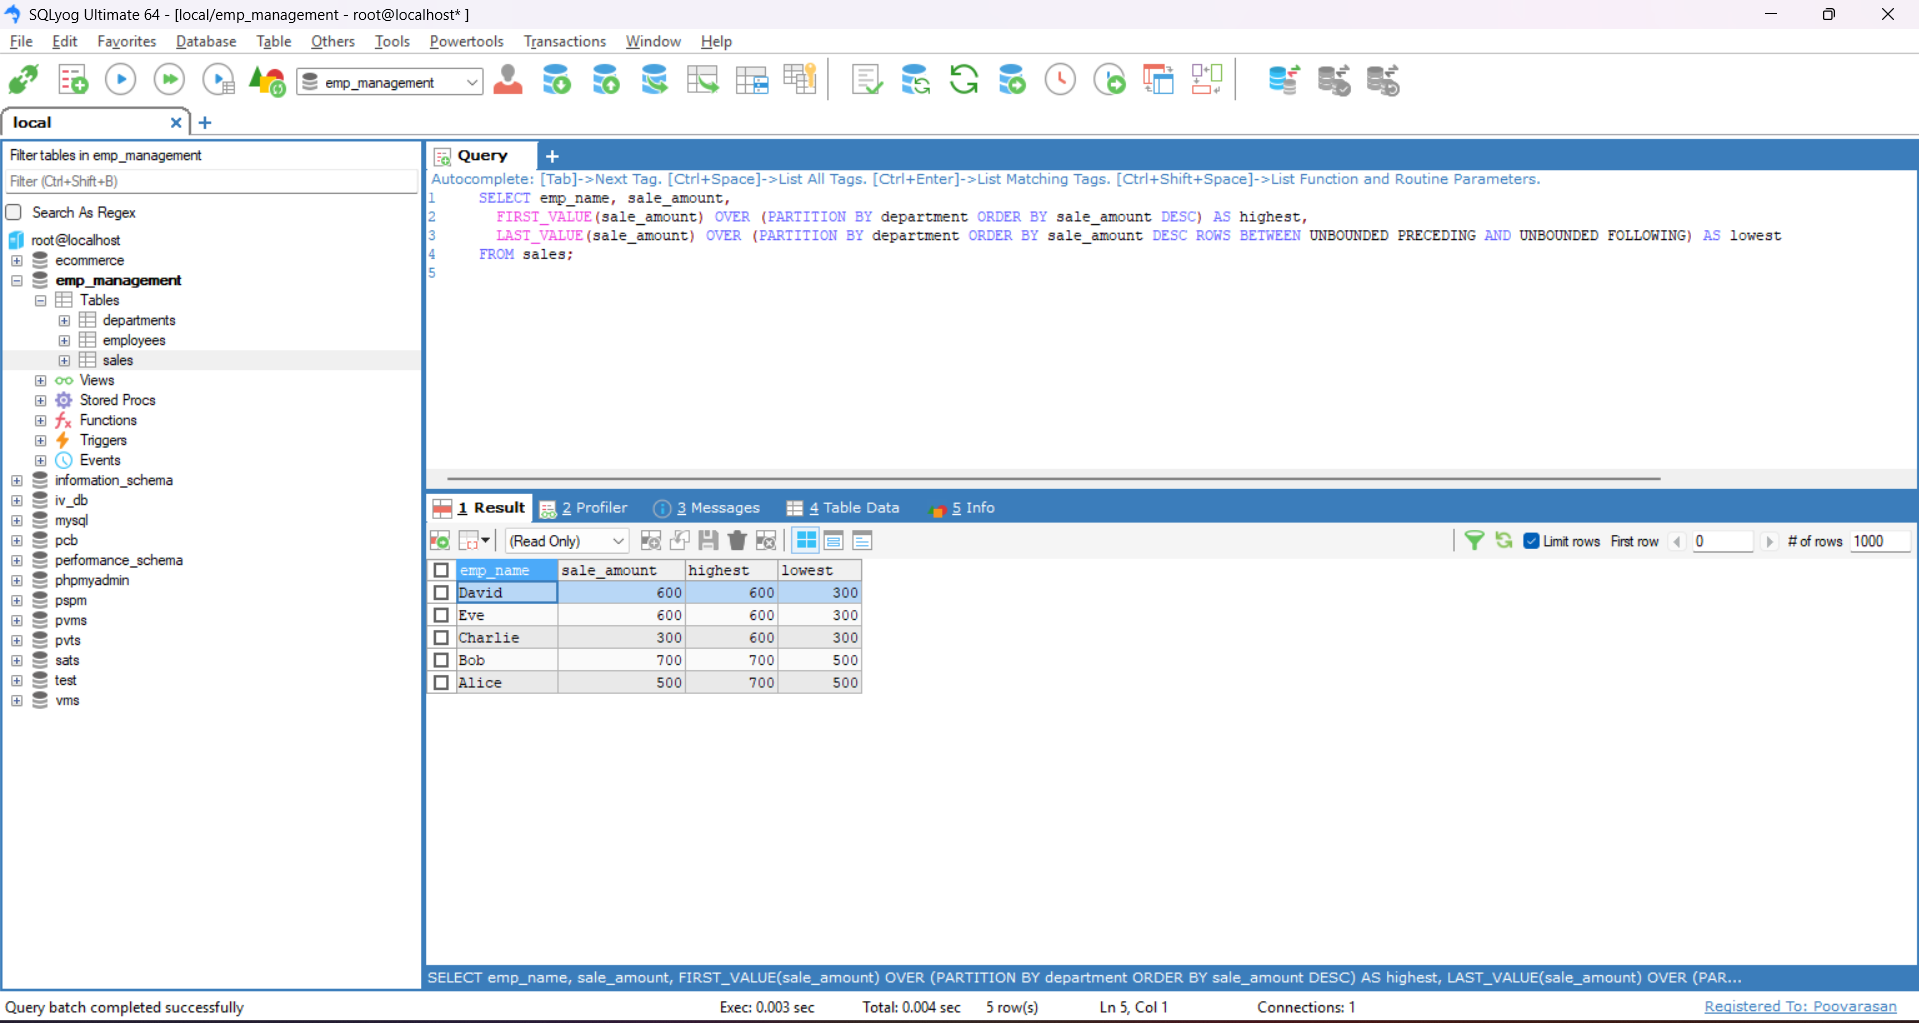 SQLyog Ultimate 64 - [local/emp_management - root@localhost* ]
File Edit Favorites Database Table Others Tools Powertools Transactions Window Help
emp_management
local
Filter tables in emp_management
Filter (Ctrl+Shift+B)
Search As Regex
root@localhost
ecommerce
emp_management
Tables
departments
employees
sales
Views
Stored Procs
Functions
Triggers
Events
information_schema
iv_db
mysql
pcb
performance_schema
phpmyadmin
pspm
pvms
pvts
sats
test
vms
Query
Autocomplete: [Tab]->Next Tag. [Ctrl+Space]->List All Tags. [Ctrl+Enter]->List Matching Tags. [Ctrl+Shift+Space]->List Function and Routine Parameters.
1 SELECT emp_name, sale_amount,
2 FIRST_VALUE(sale_amount) OVER (PARTITION BY department ORDER BY sale_amount DESC) AS highest,
3 LAST_VALUE(sale_amount) OVER (PARTITION BY department ORDER BY sale_amount DESC ROWS BETWEEN UNBOUNDED PRECEDING AND UNBOUNDED FOLLOWING) AS lowest
4 FROM sales;
5
1 Result 2 Profiler 3 Messages 4 Table Data 5 Info
(Read Only) Limit rows First row 0 # of rows 1000
emp_name sale_amount highest lowest
David 600 600 300
Eve 600 600 300
Charlie 300 600 300
Bob 700 700 500
Alice 500 700 500
SELECT emp_name, sale_amount, FIRST_VALUE(sale_amount) OVER (PARTITION BY department ORDER BY sale_amount DESC) AS highest, LAST_VALUE(sale_amount) OVER (PAR...
Query batch completed successfully Exec: 0.003 sec Total: 0.004 sec 5 row(s) Ln 5, Col 1 Connections: 1 Registered To: Poovarasan